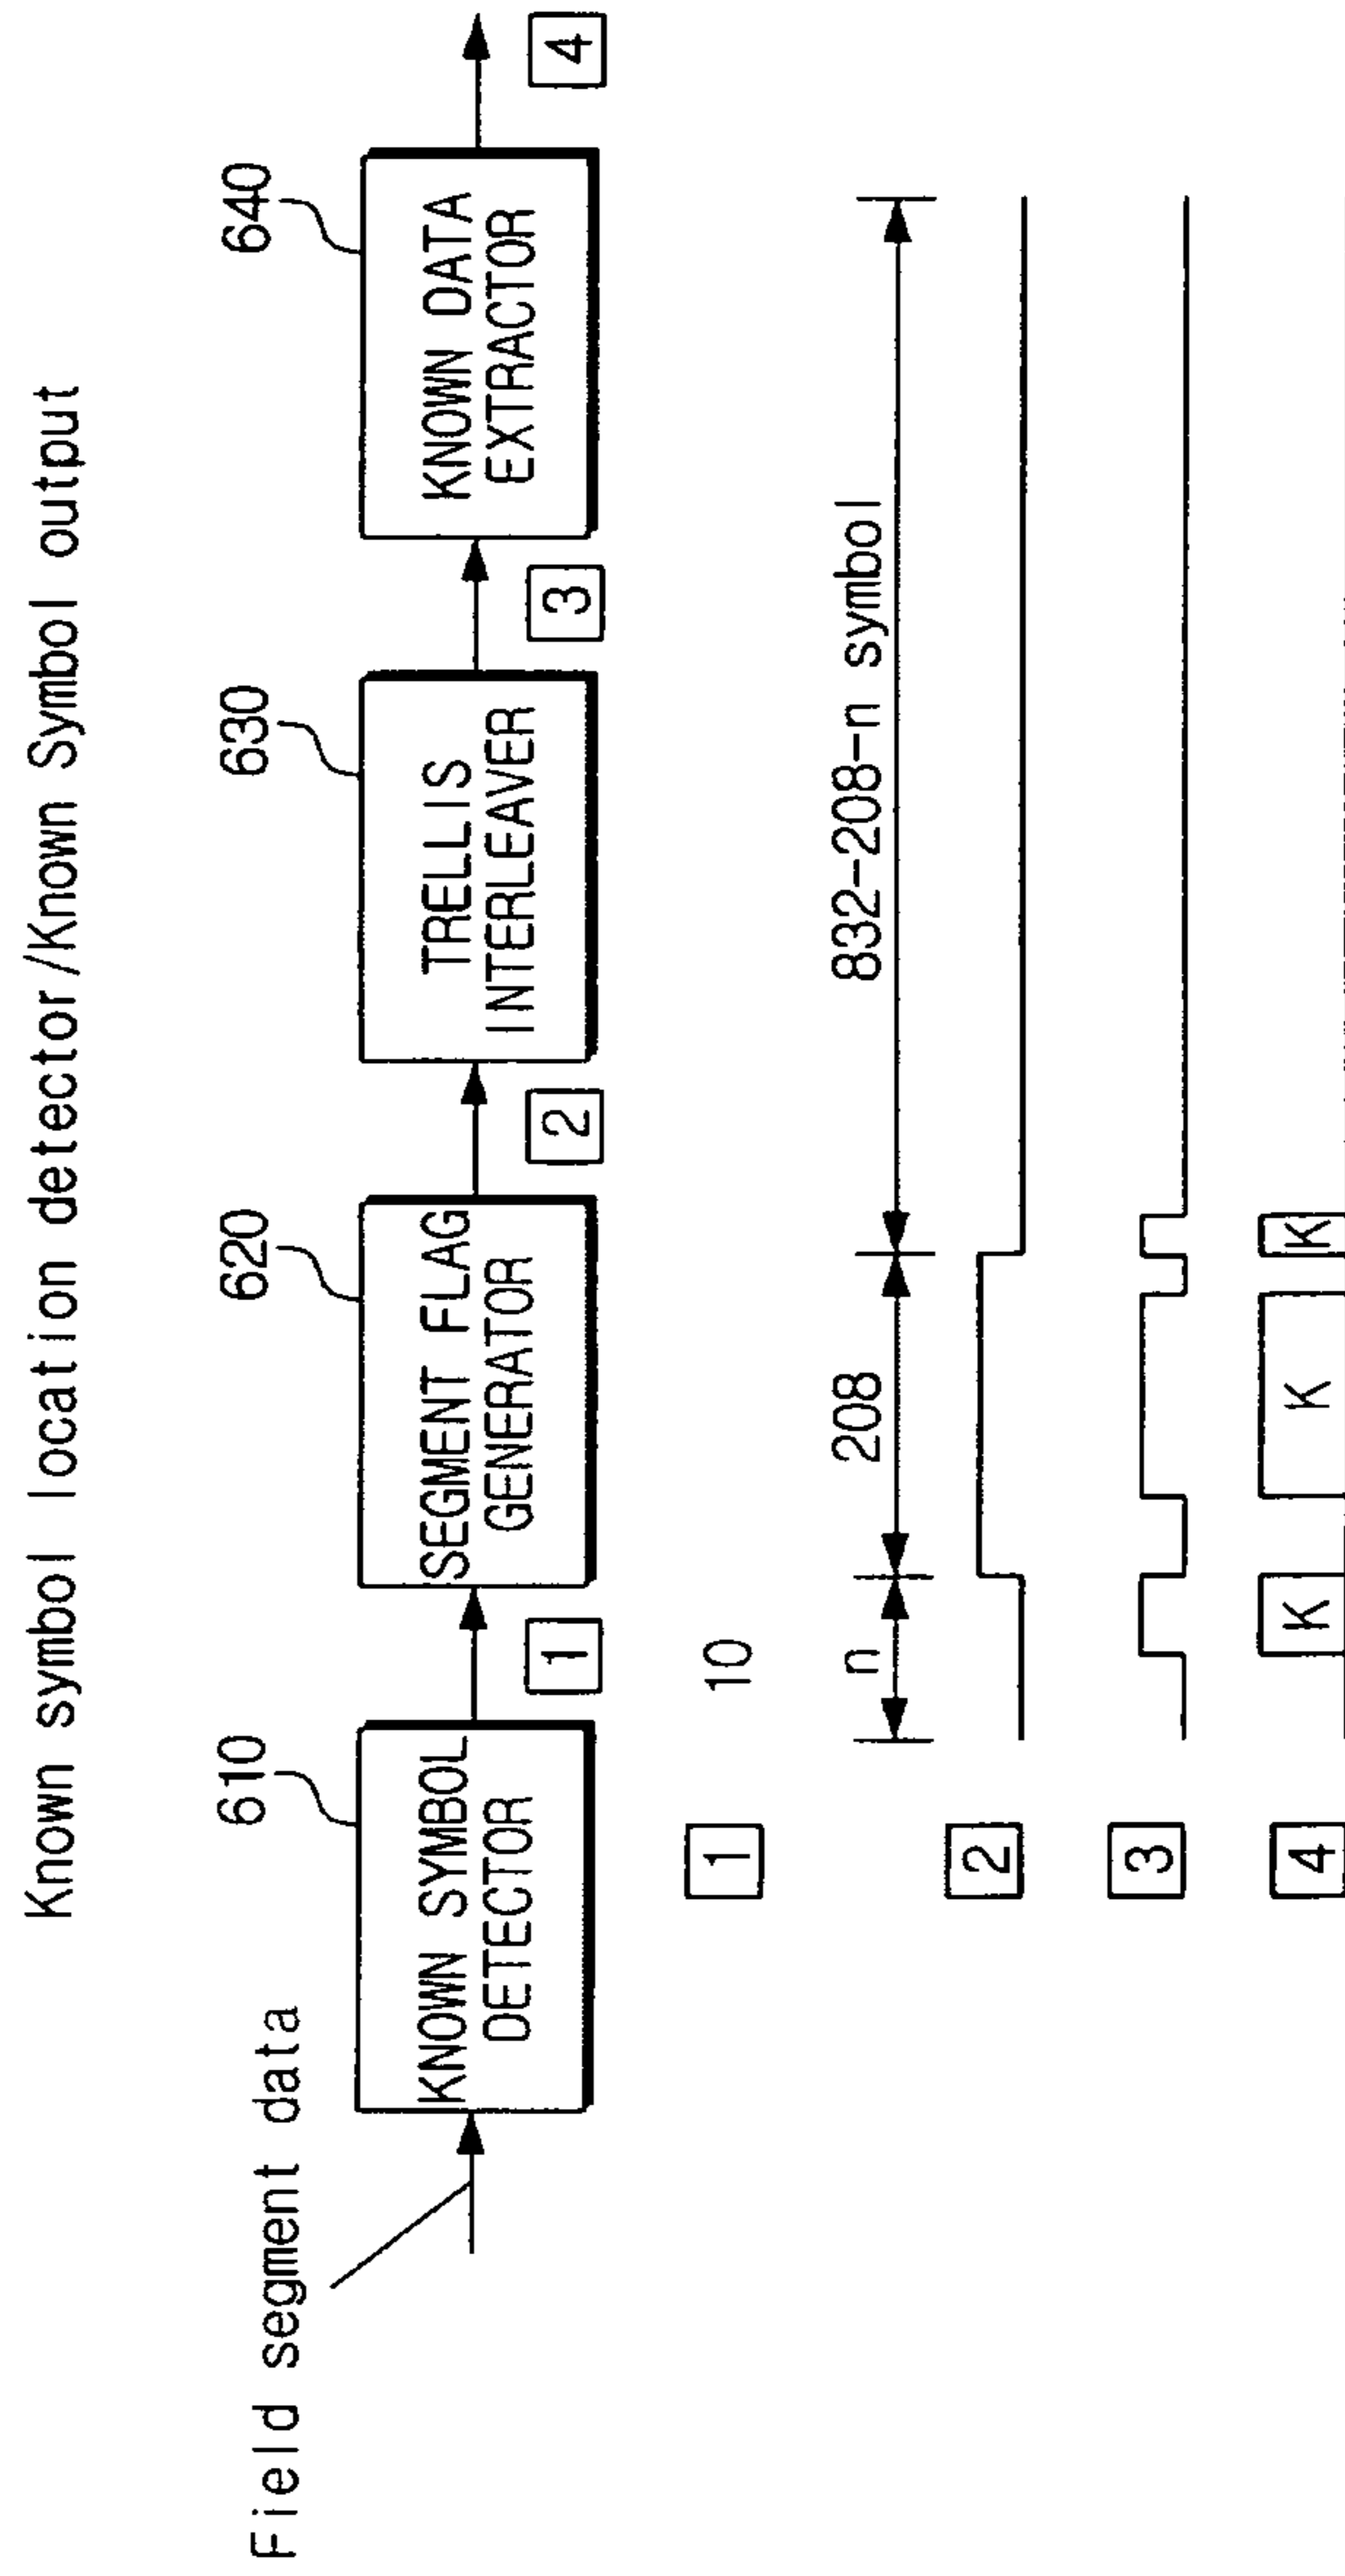 Known symbol location detector/Known Symbol output
Field segment data
610
620
630
640
KNOWN SYMBOL
DETECTOR
SEGMENT FLAG
GENERATOR
TRELLIS
INTERLEAVER
KNOWN DATA
EXTRACTOR
1
2
3
4
1
10
n
208
832-208-n symbol
2
3
4
K
K
K